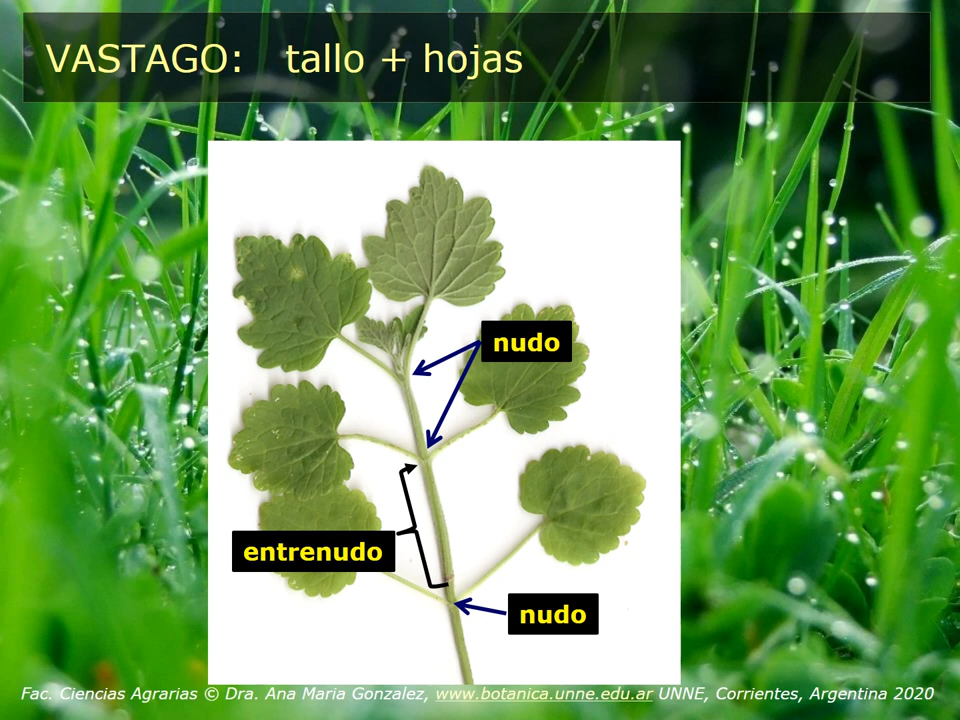 VASTAGO: tallo + hojas
nudo
entrenudo
nudo
Fac. Ciencias Agrarias © Dra. Ana Maria Gonzalez, www.botanica.unne.edu.ar UNNE, Corrientes, Argentina 2020